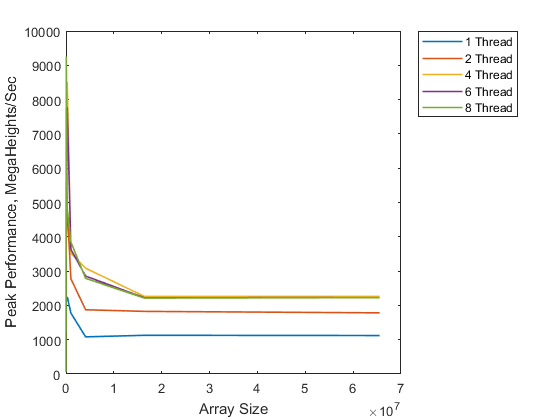 10000
9000
8000
7000
6000
5000
4000
3000
2000
1000
0
Peak Performance, MegaHeights/Sec
0 1 2 3 4 5 6 7
Array Size
×10^7
1 Thread
2 Thread
4 Thread
6 Thread
8 Thread